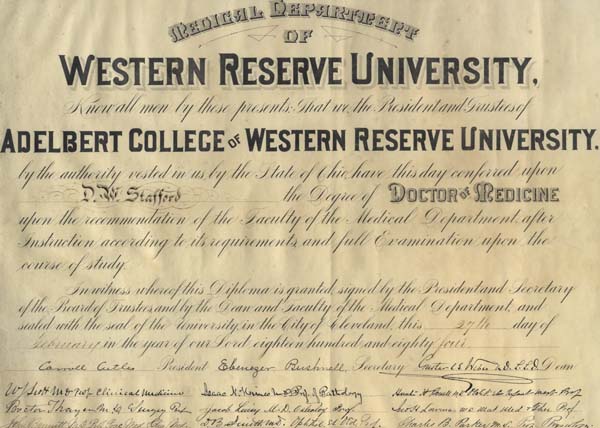 MEDICAL DEPARTMENT
OF
WESTERN RESERVE UNIVERSITY,
Know all men by these presents: That we, the President and Trustees of
ADELBERT COLLEGE OF WESTERN RESERVE UNIVERSITY.
by the authority vested in us by the State of Ohio, have this day conferred upon
D. W. Stafford the Degree of DOCTOR OF MEDICINE
upon the recommendation of the Faculty of the Medical Department, after
Instruction according to its requirements, and full Examination upon the
course of study.
In witness whereof this Diploma is granted, signed by the President and Secretary
of the Board of Trustees and by the Dean and Faculty of the Medical Department, and
sealed with the seal of the University in the City of Cleveland, this 27th day of
February in the year of our Lord, eighteen hundred and eighty four
Carroll Cutler President Ebenezer Bushnell, Secretary Dean
Clinical Medicine
Proctor Thayer M.D. Surgery Prof